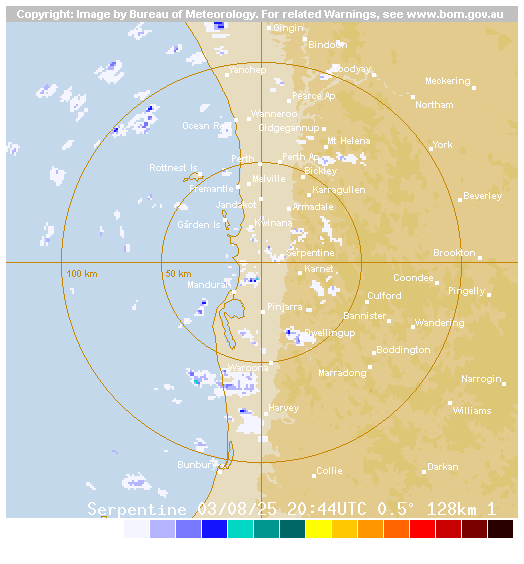 Copyright: Image by Bureau of Meteorology. For related Warnings, see www.bom.gov.au
Gingin
Bindoon
Yanchep
Goodyay
Meckering
Pearce Ap
Northam
Wanneroo
Ocean Re
Gidgegannup
Mt Helena
York
Perth
Perth Ap
Rottnest Is
Bickley
Melville
Fremantle
Karragullen
Beverley
Jandakot
Armadale
Garden Is
Kwinana
Serpentine
Brookton
100 km
50 km
Karnet
Coondee
Mandurah
Pingelly
Culford
Pinjarra
Bannister
Wandering
Dwellingup
Boddington
Waroona
Marradong
Narrogin
Harvey
Williams
Bunbury
Collie
Darkan
Serpentine 03/08/25 20:44UTC 0.5° 128km 1